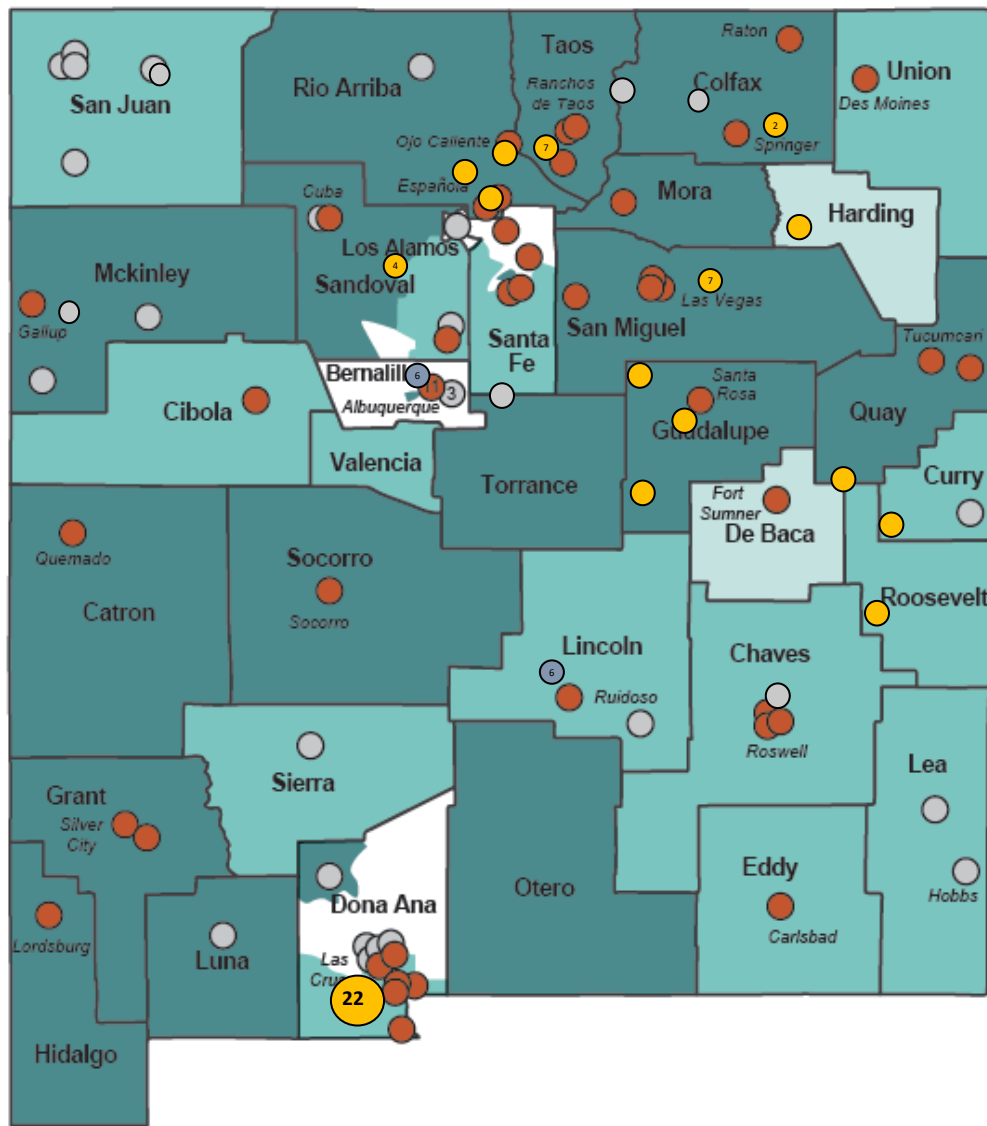 Raton
Taos
Union
Colfax
Rio Arriba
Ranchos
de Taos
San Juan
Des Moines
2
Springer
Ojo Caliente
7
Española
Mora
Cuba
Harding
Los Alamos
Mckinley
4
Sandoval
7
Las Vegas
Gallup
San Miguel
Tucumcari
Santa
Fe
Bernalill
6
11
3
Santa
Rosa
Cibola
Albuquerque
Quay
Guadalupe
Valencia
Curry
Torrance
Fort
Sumner
De Baca
Quemado
Socorro
Roosevelt
Catron
Socorro
Lincoln
Chaves
6
Ruidoso
Roswell
Lea
Sierra
Grant
Silver
City
Eddy
Otero
Dona Ana
Hobbs
Lordsburg
Carlsbad
Luna
Las
Cru
22
Hidalgo